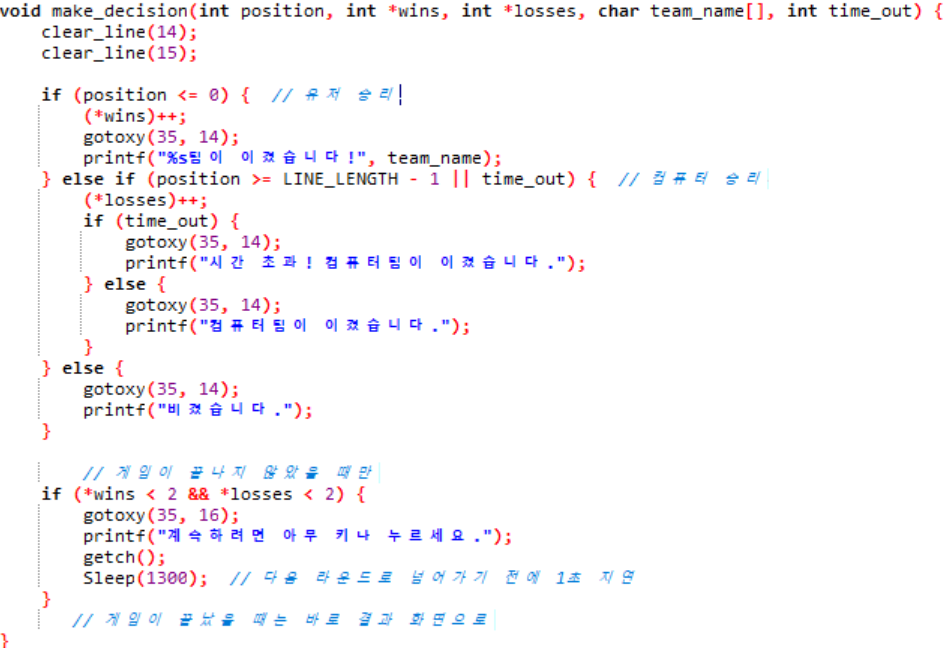 void make_decision(int position, int *wins, int *losses, char team_name[], int time_out) {
    clear_line(14);
    clear_line(15);

    if (position <= 0) {  // 유저 승리
        (*wins)++;
        gotoxy(35, 14);
        printf("%s팀이 이겼습니다!", team_name);
    } else if (position >= LINE_LENGTH - 1 || time_out) {  // 컴퓨터 승리
        (*losses)++;
        if (time_out) {
            gotoxy(35, 14);
            printf("시간 초과! 컴퓨터팀이 이겼습니다.");
        } else {
            gotoxy(35, 14);
            printf("컴퓨터팀이 이겼습니다.");
        }
    } else {
        gotoxy(35, 14);
        printf("비겼습니다.");
    }

        // 게임이 끝나지 않았을 때만
    if (*wins < 2 && *losses < 2) {
        gotoxy(35, 16);
        printf("계속하려면 아무 키나 누르세요.");
        getch();
        Sleep(1300);  // 다음 라운드로 넘어가기 전에 1초 지연
    }
       // 게임이 끝났을 때는 바로 결과 화면으로
}